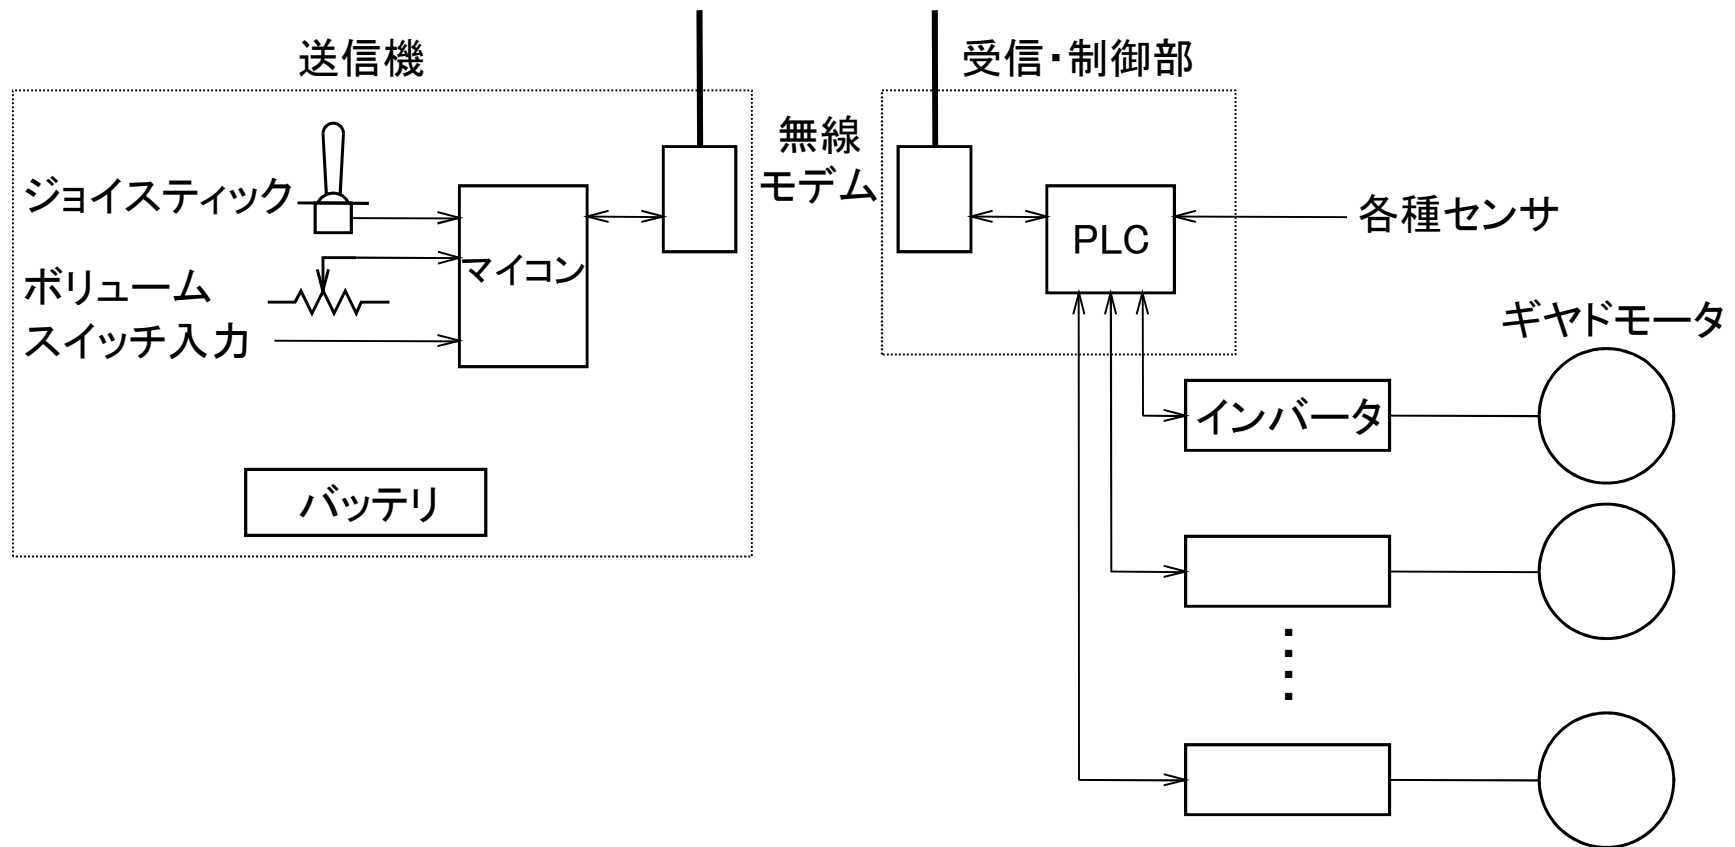 送信機
受信・制御部
無線
モデム
ジョイスティック
ボリューム
スイッチ入力
マイコン
バッテリ
PLC
各種センサ
ギヤドモータ
インバータ